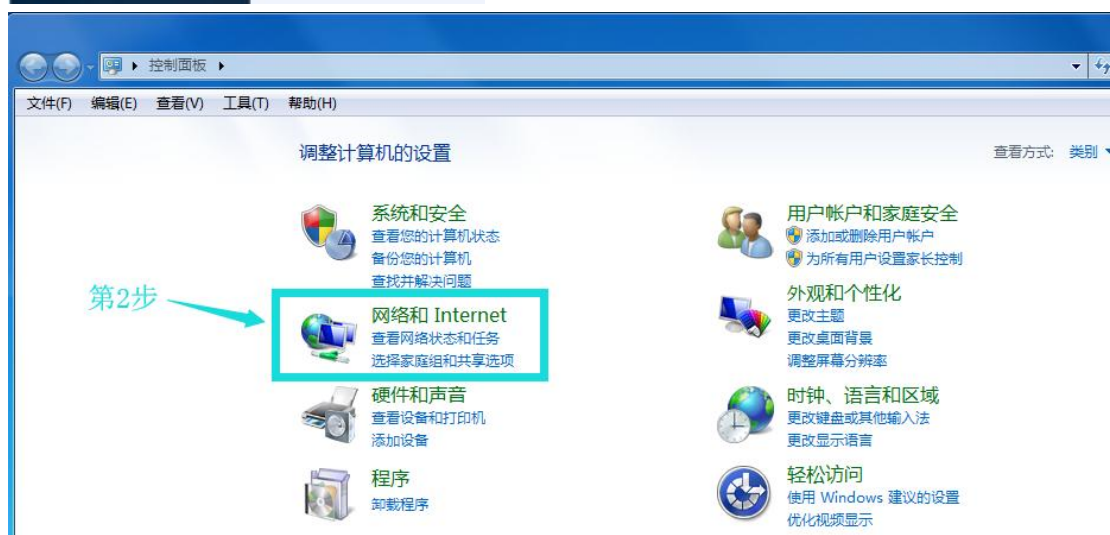 控制面板
文件(F) 编辑(E) 查看(V) 工具(T) 帮助(H)
调整计算机的设置
查看方式: 类别
系统和安全
查看您的计算机状态
备份您的计算机
查找并解决问题
第2步
网络和 Internet
查看网络状态和任务
选择家庭组和共享选项
硬件和声音
查看设备和打印机
添加设备
程序
卸载程序
用户帐户和家庭安全
添加或删除用户帐户
为所有用户设置家长控制
外观和个性化
更改主题
更改桌面背景
调整屏幕分辨率
时钟、语言和区域
更改键盘或其他输入法
更改显示语言
轻松访问
使用 Windows 建议的设置
优化视频显示